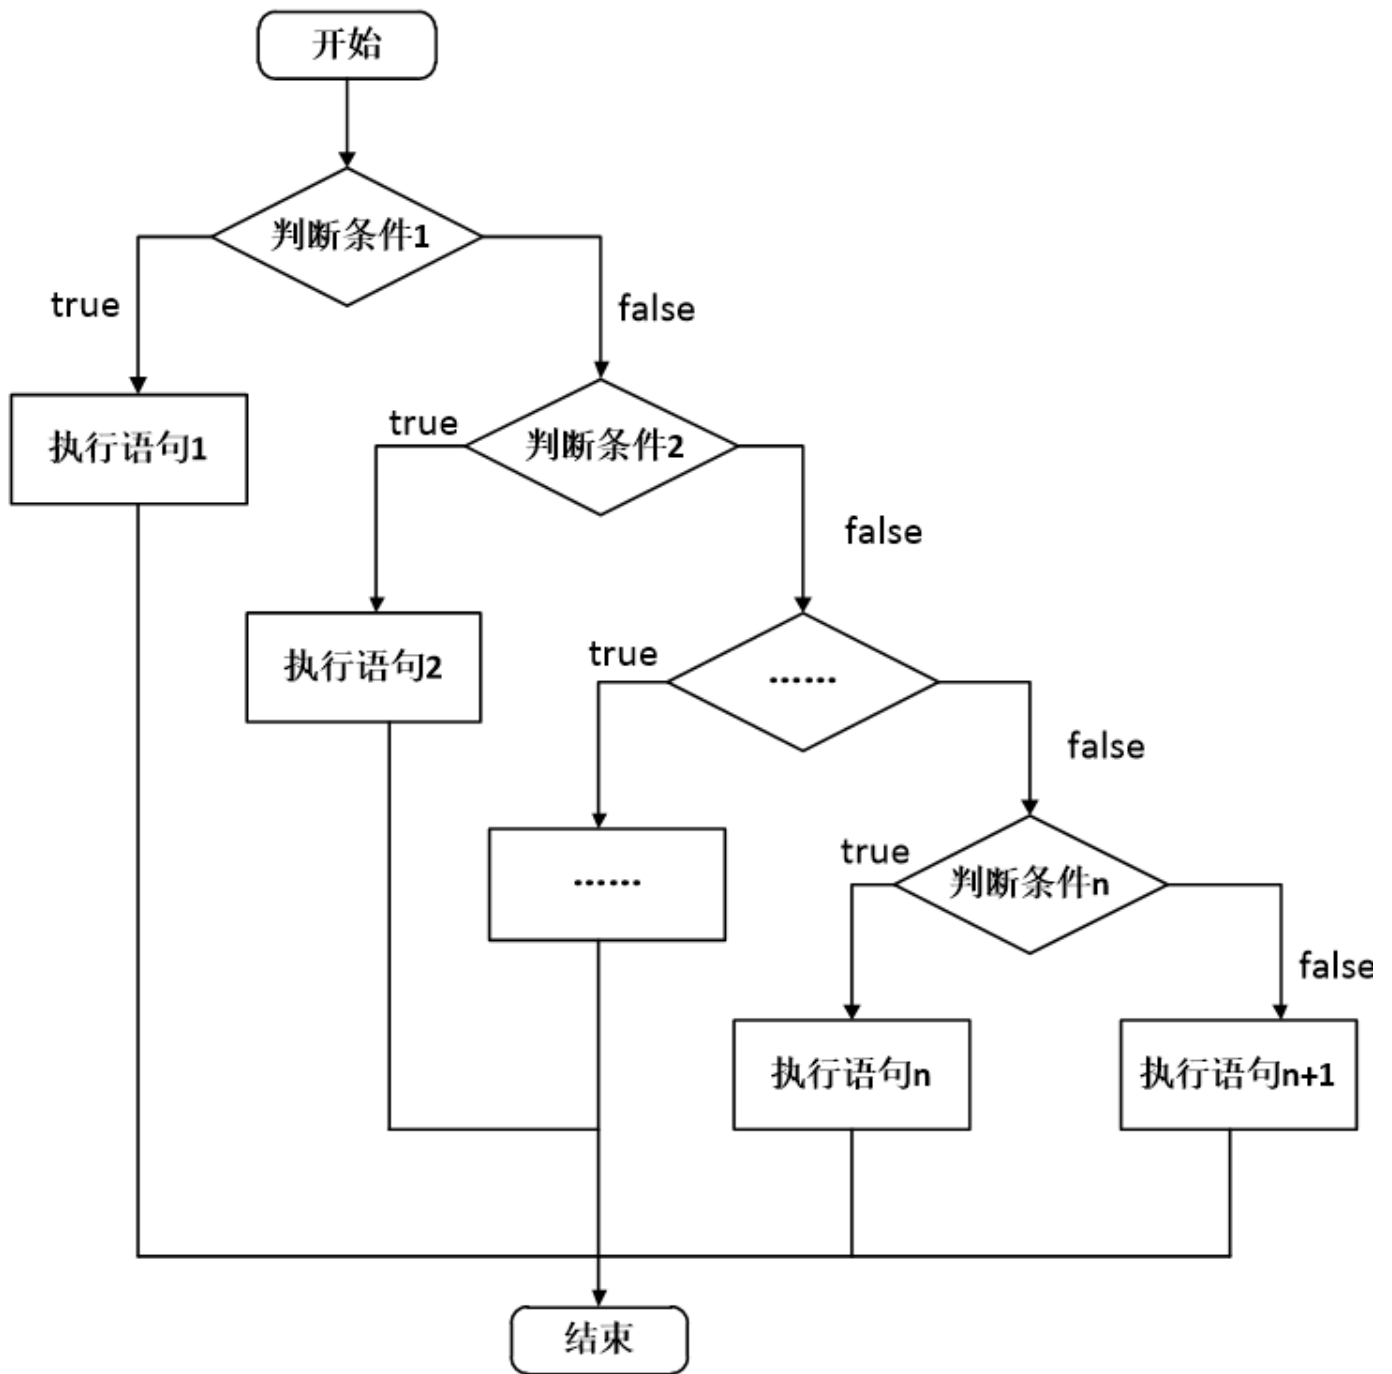 开始
判断条件1
true
false
执行语句1
true
判断条件2
false
执行语句2
true
……
false
……
true
判断条件n
false
执行语句n
执行语句n+1
结束